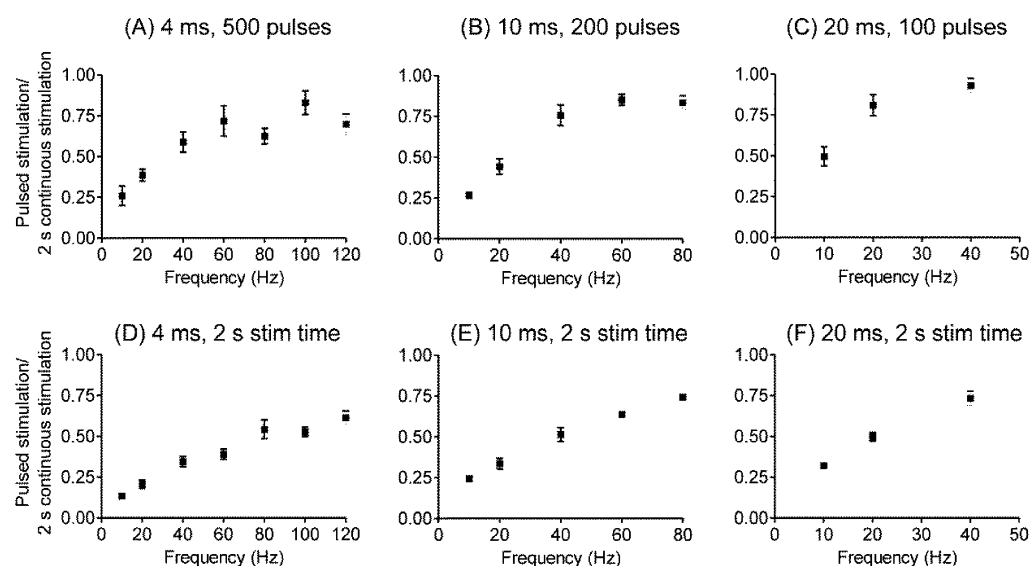 (A) 4 ms, 500 pulses
(B) 10 ms, 200 pulses
(C) 20 ms, 100 pulses
Pulsed stimulation/
2 s continuous stimulation
1.00
0.75
0.50
0.25
0.00
0 20 40 60 80 100 120
Frequency (Hz)
1.00
0.75
0.50
0.25
0.00
0 20 40 60 80
Frequency (Hz)
1.00
0.75
0.50
0.25
0.00
0 10 20 30 40 50
Frequency (Hz)
(D) 4 ms, 2 s stim time
(E) 10 ms, 2 s stim time
(F) 20 ms, 2 s stim time
Pulsed stimulation/
2 s continuous stimulation
1.00
0.75
0.50
0.25
0.00
0 20 40 60 80 100 120
Frequency (Hz)
1.00
0.75
0.50
0.25
0.00
0 20 40 60 80
Frequency (Hz)
1.00
0.75
0.50
0.25
0.00
0 10 20 30 40 50
Frequency (Hz)